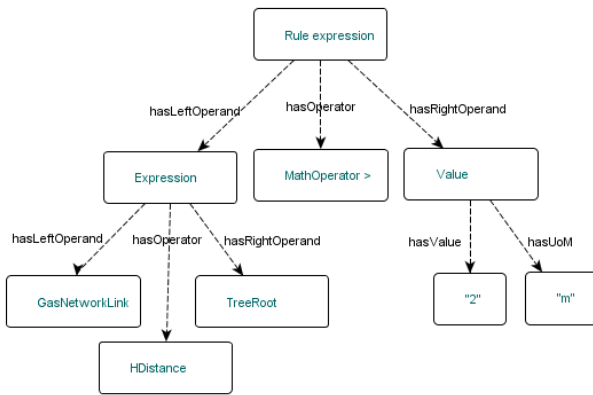 Rule expression
hasLeftOperand
hasOperator
hasRightOperand
Expression
MathOperator >
Value
hasLeftOperand
hasOperator
hasRightOperand
hasValue
hasUoM
GasNetworkLink
TreeRoot
"2"
"m"
HDistance